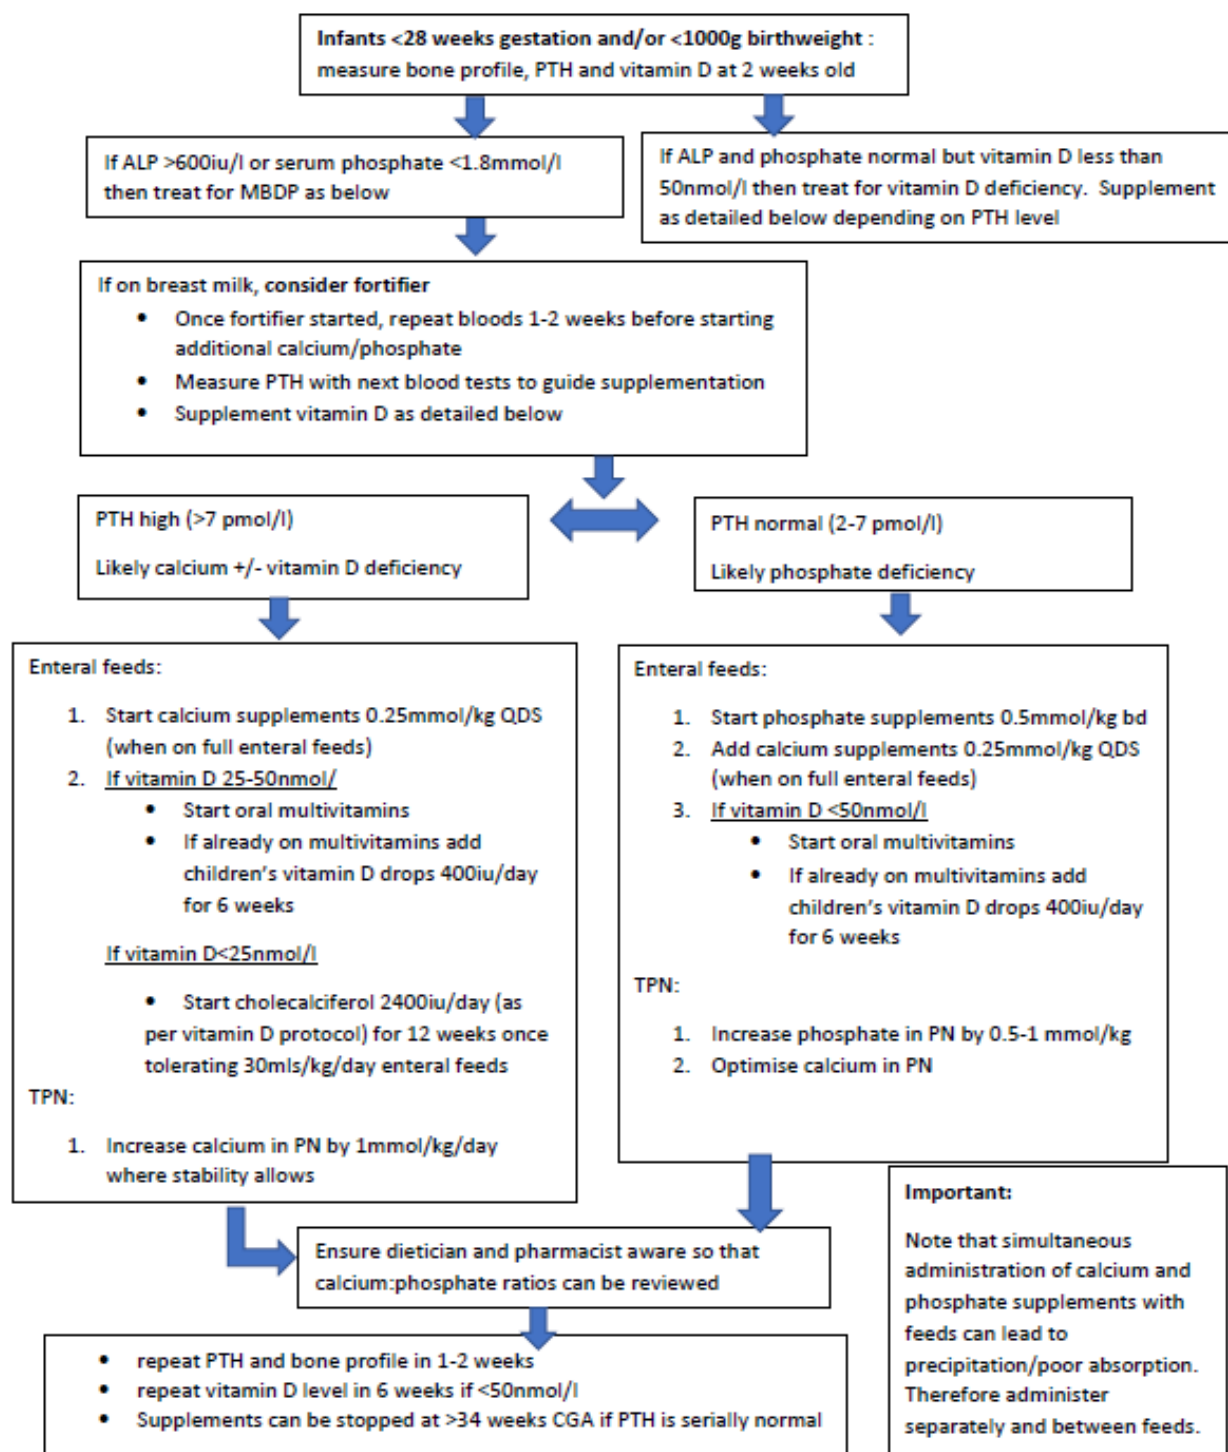 Infants <28 weeks gestation and/or <1000g birthweight :
measure bone profile, PTH and vitamin D at 2 weeks old
If ALP >600iu/l or serum phosphate <1.8mmol/l
then treat for MBDP as below
If ALP and phosphate normal but vitamin D less than
50nmol/l then treat for vitamin D deficiency. Supplement
as detailed below depending on PTH level
If on breast milk, consider fortifier
• Once fortifier started, repeat bloods 1-2 weeks before starting
additional calcium/phosphate
• Measure PTH with next blood tests to guide supplementation
• Supplement vitamin D as detailed below
PTH high (>7 pmol/l)
Likely calcium +/- vitamin D deficiency
PTH normal (2-7 pmol/l)
Likely phosphate deficiency
Enteral feeds:
1. Start calcium supplements 0.25mmol/kg QDS
(when on full enteral feeds)
2. If vitamin D 25-50nmol/
• Start oral multivitamins
• If already on multivitamins add
children's vitamin D drops 400iu/day
for 6 weeks
If vitamin D<25nmol/l
• Start cholecalciferol 2400iu/day (as
per vitamin D protocol) for 12 weeks once
tolerating 30mls/kg/day enteral feeds
TPN:
1. Increase calcium in PN by 1mmol/kg/day
where stability allows
Enteral feeds:
1. Start phosphate supplements 0.5mmol/kg bd
2. Add calcium supplements 0.25mmol/kg QDS
(when on full enteral feeds)
3. If vitamin D <50nmol/l
• Start oral multivitamins
• If already on multivitamins add
children's vitamin D drops 400iu/day
for 6 weeks
TPN:
1. Increase phosphate in PN by 0.5-1 mmol/kg
2. Optimise calcium in PN
Ensure dietician and pharmacist aware so that
calcium:phosphate ratios can be reviewed
• repeat PTH and bone profile in 1-2 weeks
• repeat vitamin D level in 6 weeks if <50nmol/l
• Supplements can be stopped at >34 weeks CGA if PTH is serially normal
Important:
Note that simultaneous
administration of calcium and
phosphate supplements with
feeds can lead to
precipitation/poor absorption.
Therefore administer
separately and between feeds.